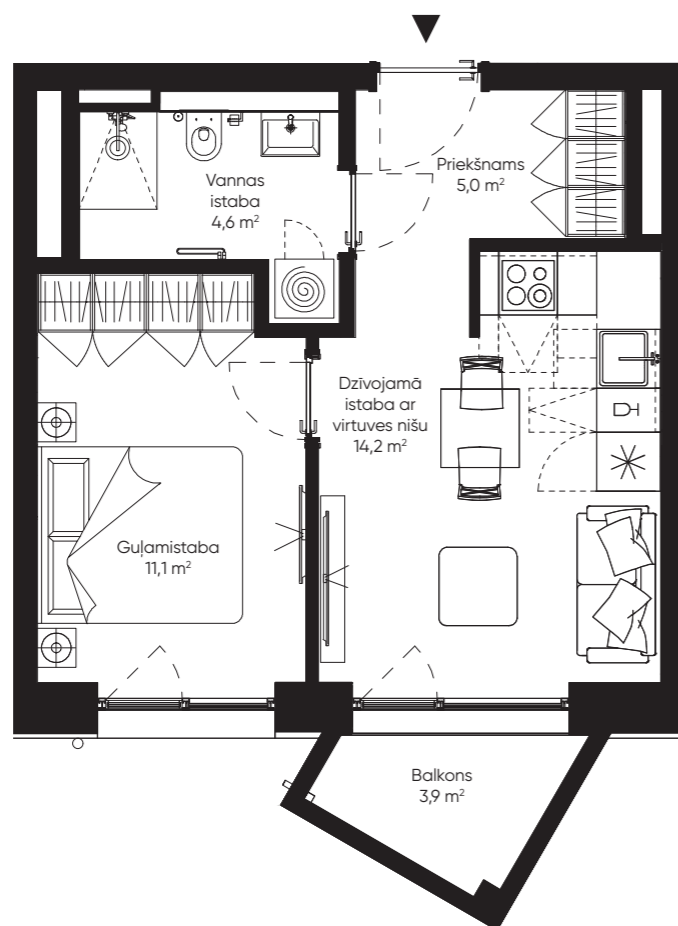 Priekšnams
5,0 m²
Vannas
istaba
4,6 m²
Dzīvojamā
istaba ar
virtuves nišu
14,2 m²
Guļamistaba
11,1 m²
Balkons
3,9 m²